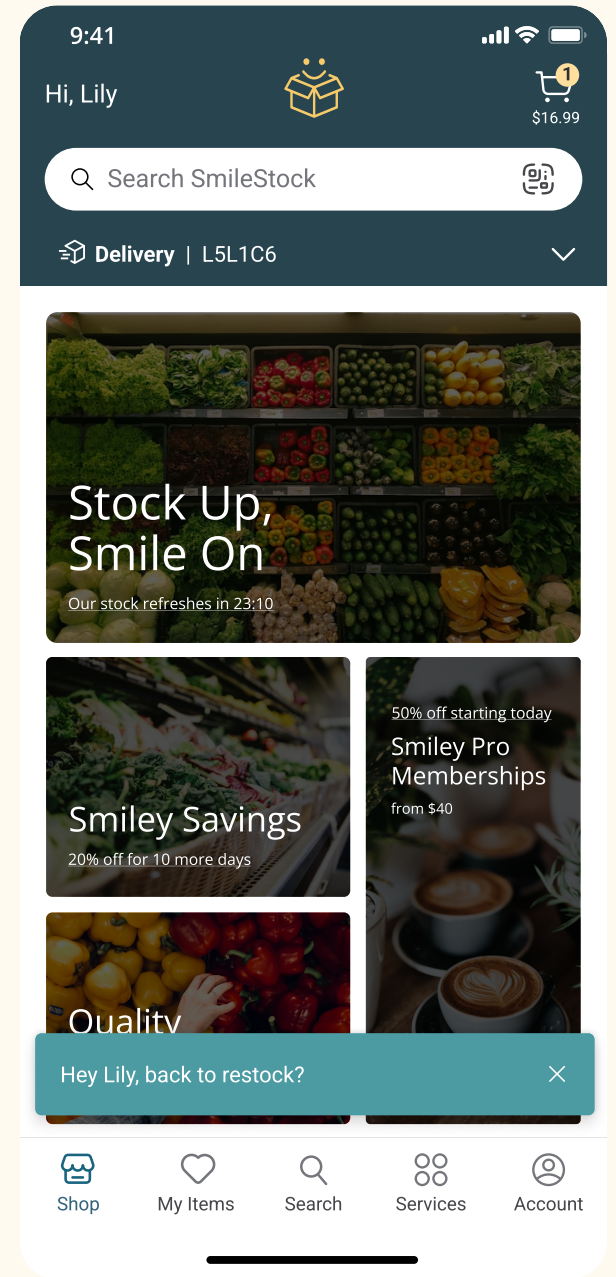 9:41
Hi, Lily
1
$16.99
Search SmileStock
Delivery | L5L1C6
Stock Up,
Smile On
Our stock refreshes in 23:10
Smiley Savings
20% off for 10 more days
50% off starting today
Smiley Pro
Memberships
from $40
Quality
Hey Lily, back to restock?
Shop
My Items
Search
Services
Account